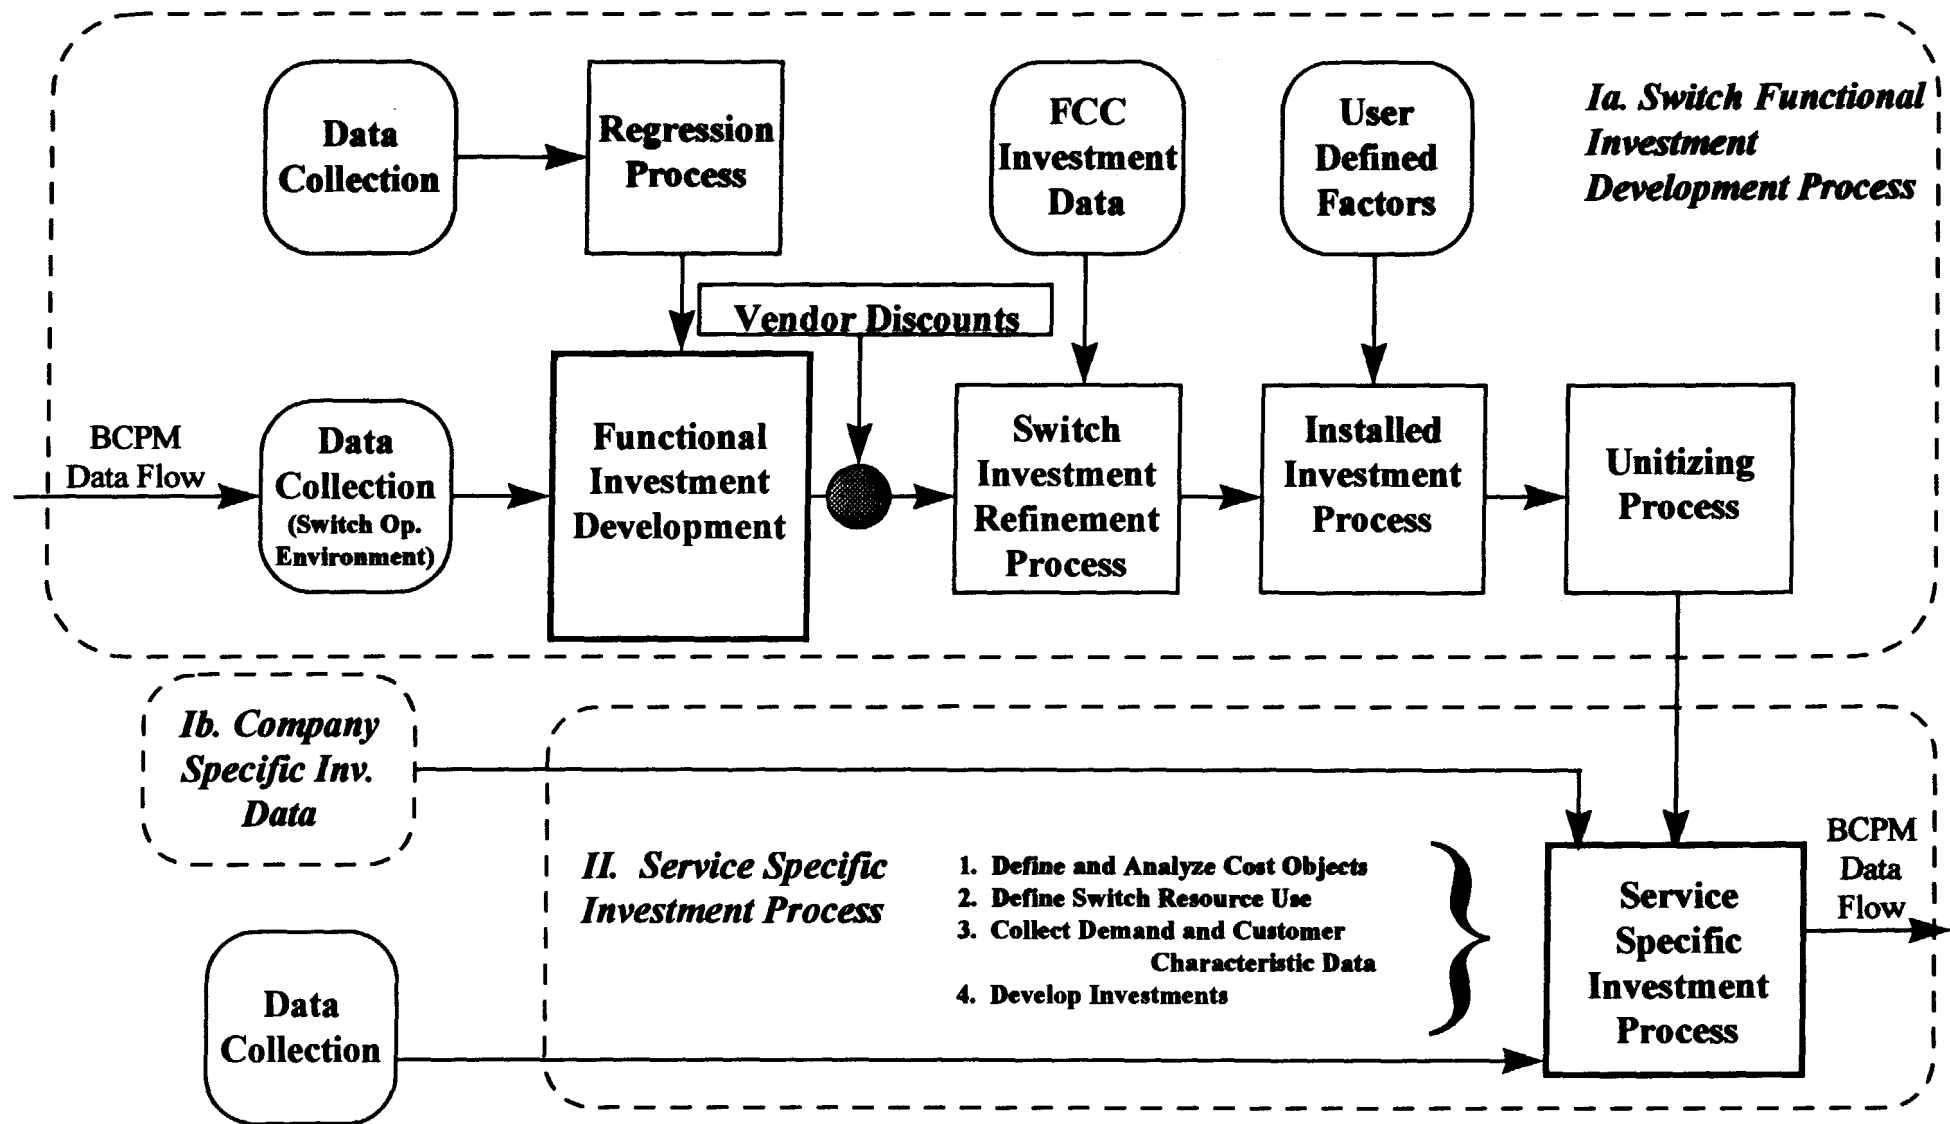 Data
Collection
Regression
Process
FCC
Investment
Data
User
Defined
Factors
Ia. Switch Functional
Investment
Development Process
Vendor Discounts
BCPM
Data Flow
Data
Collection
(Switch Op.
Environment)
Functional
Investment
Development
Switch
Investment
Refinement
Process
Installed
Investment
Process
Unitizing
Process
Ib. Company
Specific Inv.
Data
II. Service Specific
Investment Process
1. Define and Analyze Cost Objects
2. Define Switch Resource Use
3. Collect Demand and Customer
Characteristic Data
4. Develop Investments
Service
Specific
Investment
Process
BCPM
Data
Flow
Data
Collection